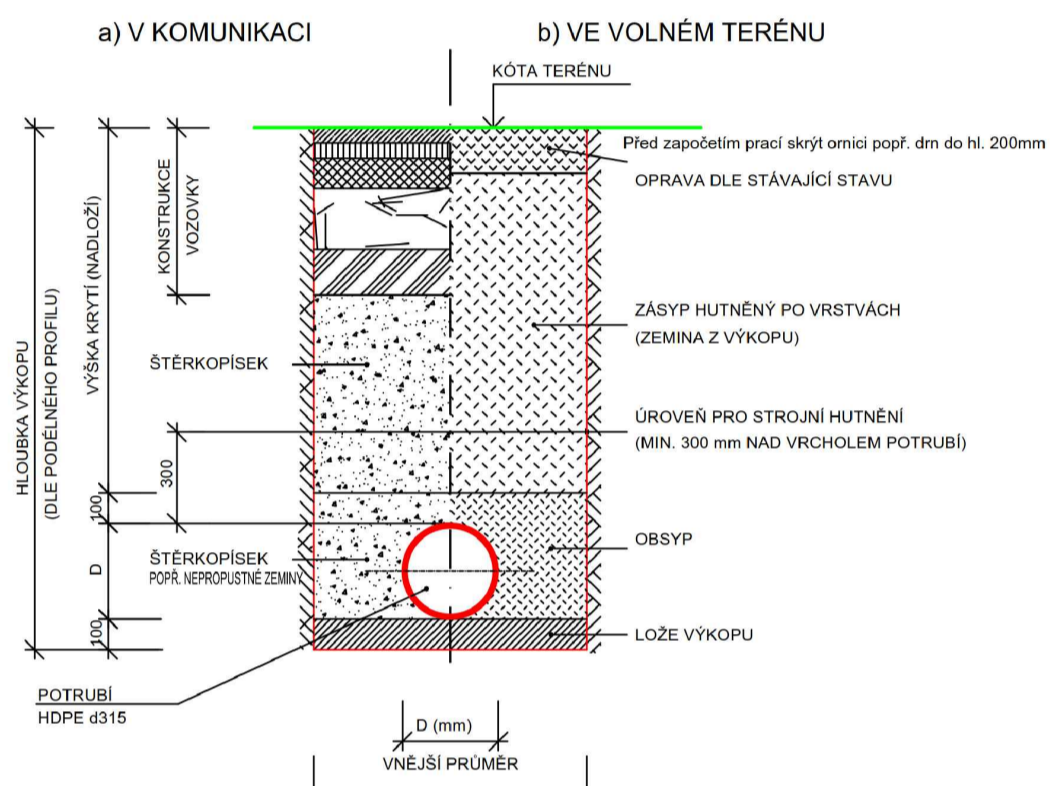 a) V KOMUNIKACI
b) VE VOLNÉM TERÉNU
KÓTA TERÉNU
Před započetím prací skrýt ornici popř. drn do hl. 200mm
OPRAVA DLE STÁVAJÍCÍ STAVU
HLOUBKA VÝKOPU
(DLE PODÉLNÉHO PROFILU)
VÝŠKA KRYTÍ (NADLOŽÍ)
KONSTRUKCE
VOZOVKY
ZÁSYP HUTNĚNÝ PO VRSTVÁCH
(ZEMINA Z VÝKOPU)
ŠTĚRKOPÍSEK
ÚROVEŇ PRO STROJNÍ HUTNĚNÍ
(MIN. 300 mm NAD VRCHOLEM POTRUBÍ)
300
100
OBSYP
ŠTĚRKOPÍSEK
POPŘ. NEPROPUSTNÉ ZEMINY
D
100
LOŽE VÝKOPU
POTRUBÍ
HDPE d315
D (mm)
VNĚJŠÍ PRŮMĚR